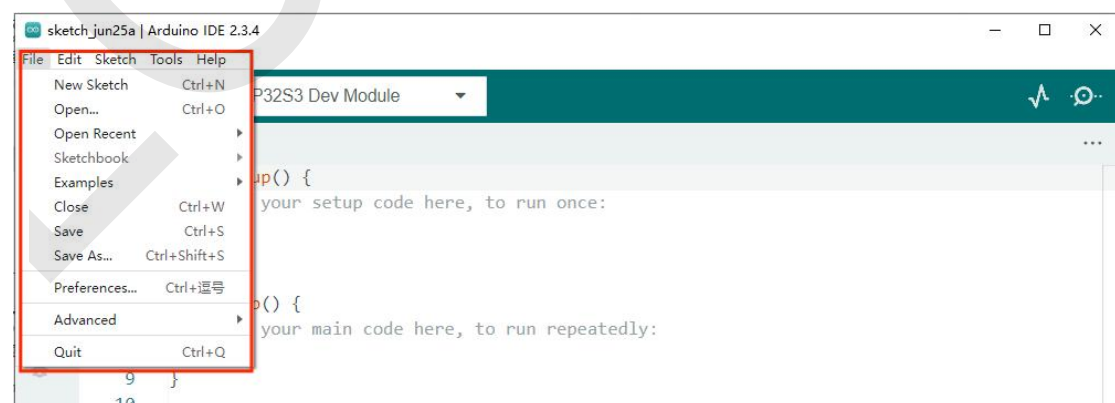 sketch_jun25a | Arduino IDE 2.3.4
File Edit Sketch Tools Help
New Sketch Ctrl+N
Open... Ctrl+O
Open Recent
Sketchbook
Examples
Close Ctrl+W
Save Ctrl+S
Save As... Ctrl+Shift+S
Preferences... Ctrl+逗号
Advanced
Quit Ctrl+Q
P32S3 Dev Module
up() {
your setup code here, to run once:
p() {
your main code here, to run repeatedly:
9 }
10